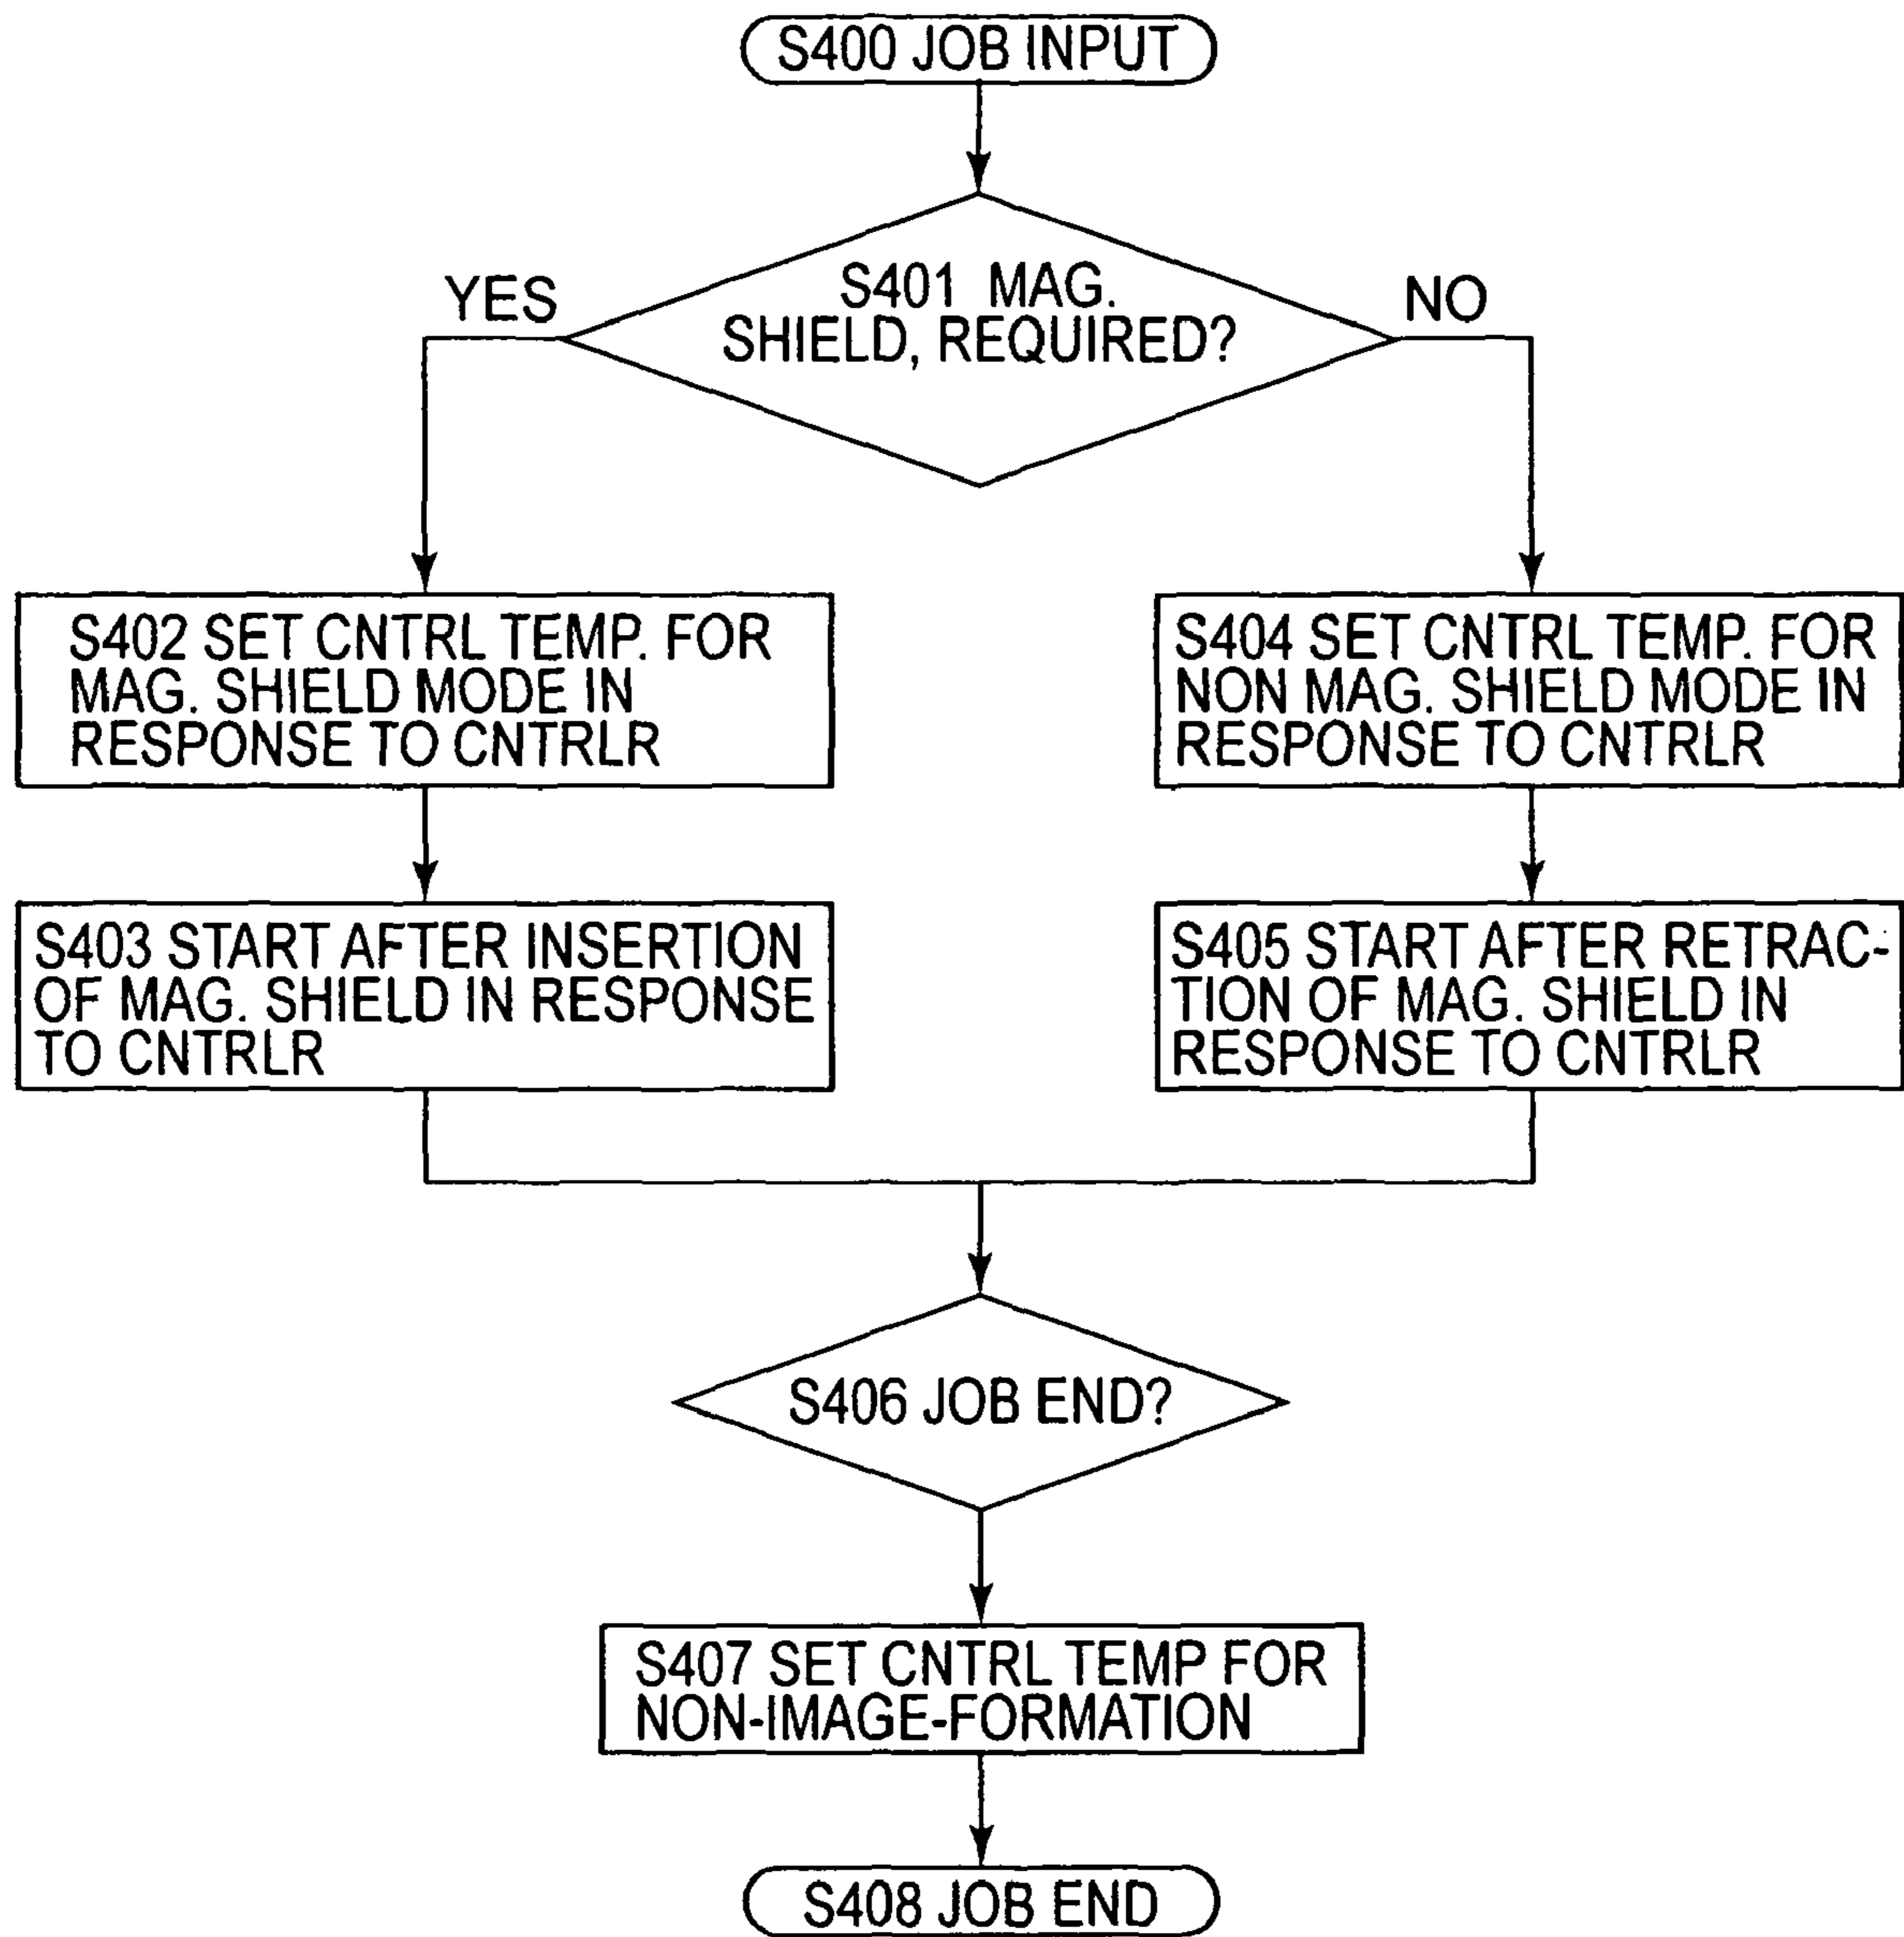 S400 JOB INPUT
S401 MAG.
SHIELD, REQUIRED?
YES
NO
S402 SET CNTRL TEMP. FOR
MAG. SHIELD MODE IN
RESPONSE TO CNTRLR
S404 SET CNTRL TEMP. FOR
NON MAG. SHIELD MODE IN
RESPONSE TO CNTRLR
S403 START AFTER INSERTION
OF MAG. SHIELD IN RESPONSE
TO CNTRLR
S405 START AFTER RETRAC-
TION OF MAG. SHIELD IN
RESPONSE TO CNTRLR
S406 JOB END?
S407 SET CNTRL TEMP FOR
NON-IMAGE-FORMATION
S408 JOB END